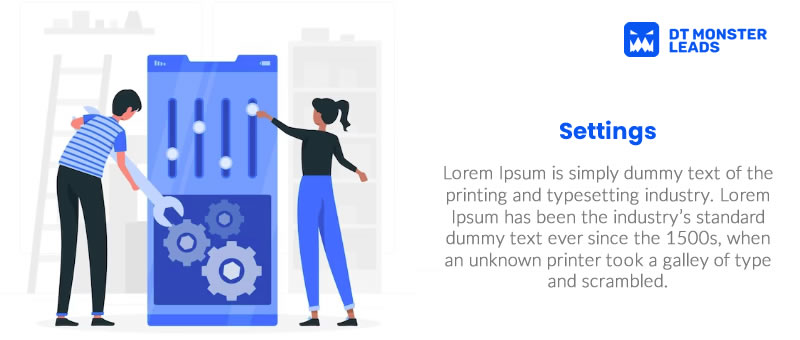 DT MONSTER
LEADS
Settings
Lorem Ipsum is simply dummy text of the
printing and typesetting industry. Lorem
Ipsum has been the industry's standard
dummy text ever since the 1500s, when
an unknown printer took a galley of type
and scrambled.